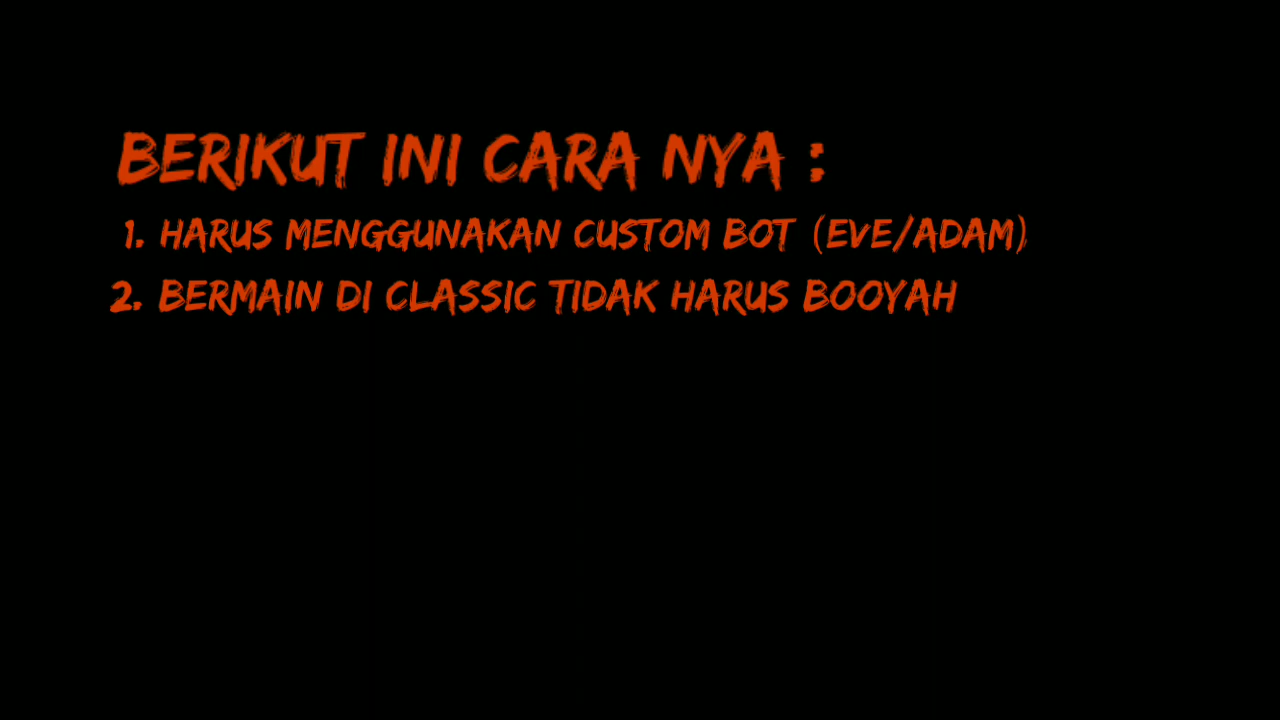 BERIKUT INI CARA NYA :
1. HARUS MENGGUNAKAN CUSTOM BOT (EVE/ADAM)
2. BERMAIN DI CLASSIC TIDAK HARUS BOOYAH